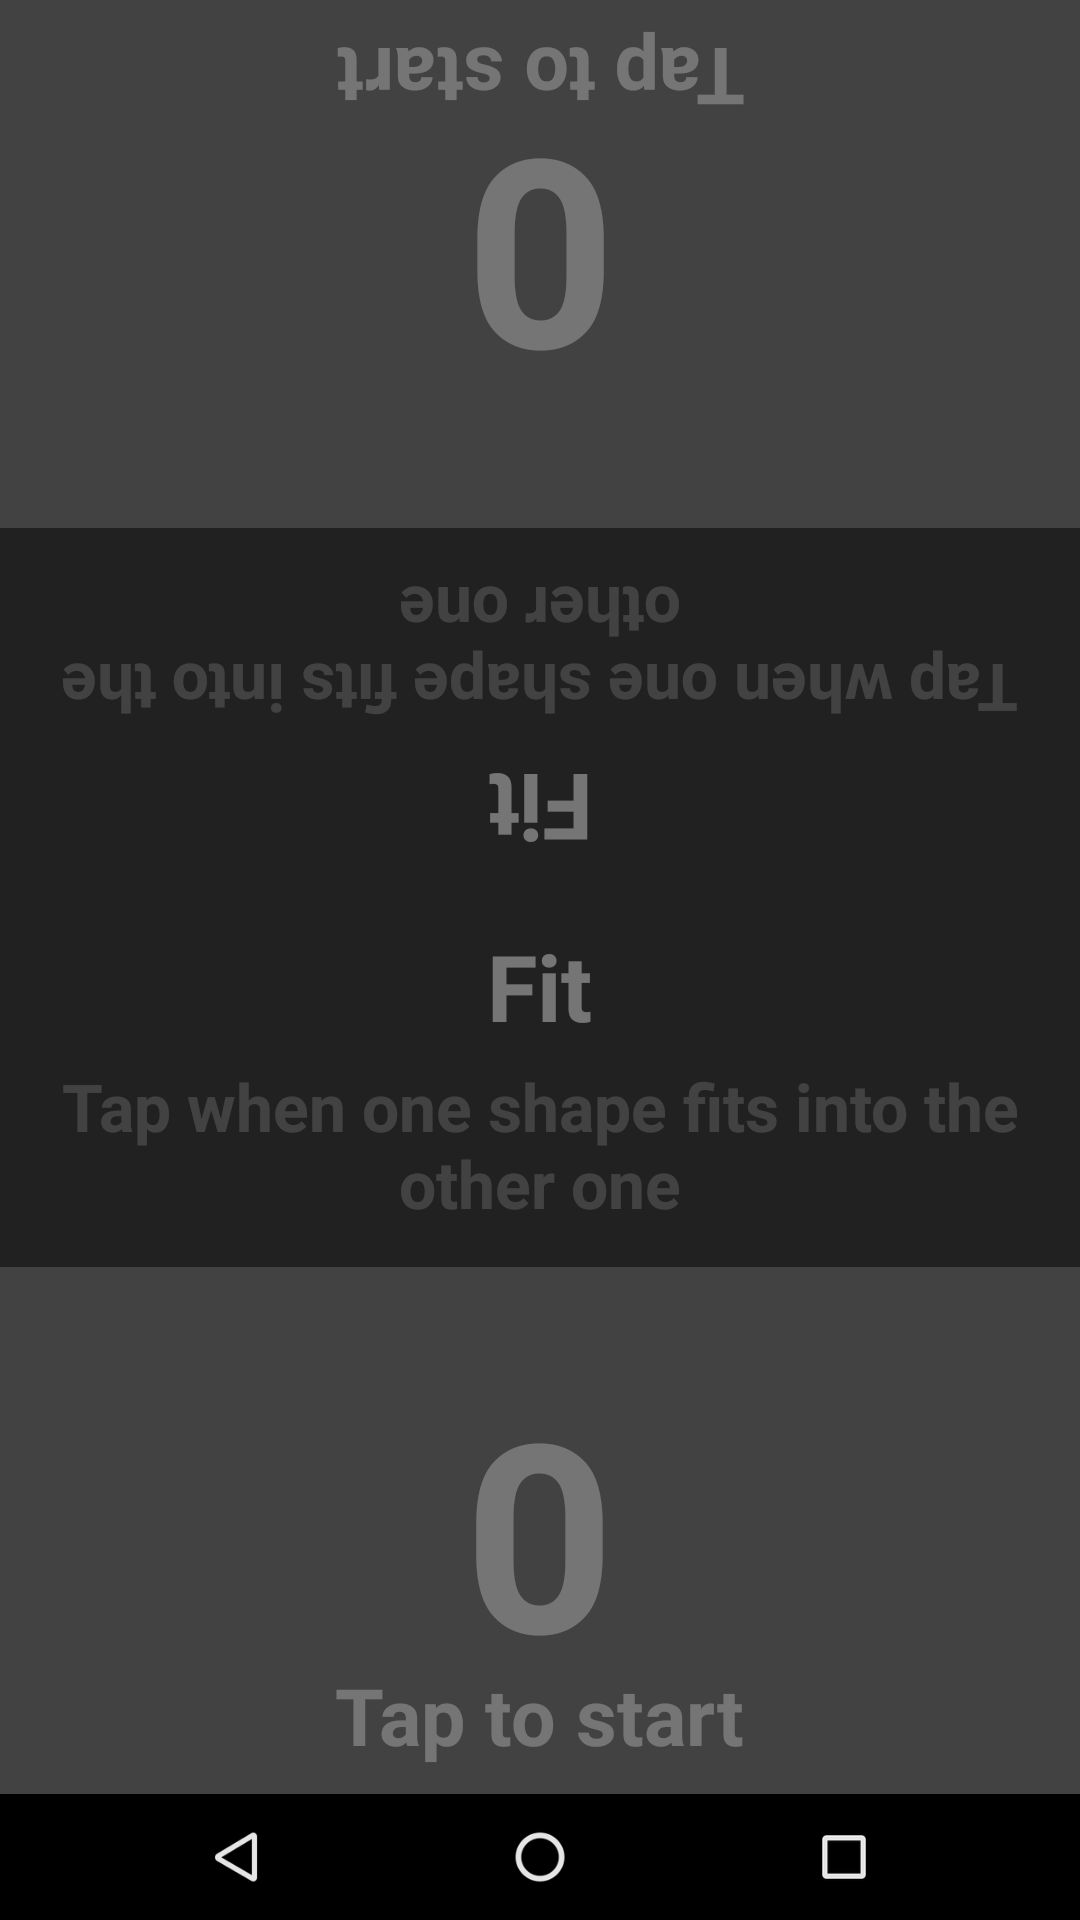 Tap to start
0
Tap when one shape fits into the
other one
Fit
Fit
Tap when one shape fits into the
other one
0
Tap to start